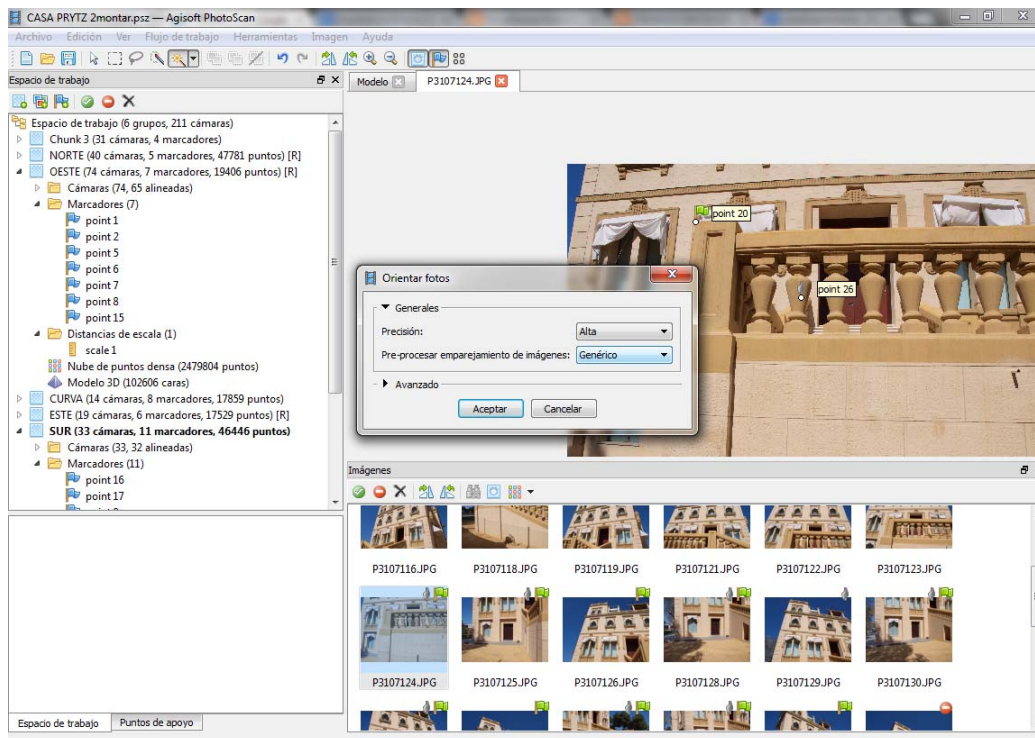 CASA PRYTZ 2montar.psz — Agisoft PhotoScan
Archivo Edición Ver Flujo de trabajo Herramientas Imagen Ayuda
Espacio de trabajo
Modelo P3107124.JPG
Espacio de trabajo (6 grupos, 211 cámaras)
Chunk 3 (31 cámaras, 4 marcadores)
NORTE (40 cámaras, 5 marcadores, 47781 puntos) [R]
OESTE (74 cámaras, 7 marcadores, 19406 puntos) [R]
Cámaras (74, 65 alineadas)
Marcadores (7)
point 1
point 2
point 5
point 6
point 7
point 8
point 15
Distancias de escala (1)
scale 1
Nube de puntos densa (2479804 puntos)
Modelo 3D (102606 caras)
CURVA (14 cámaras, 8 marcadores, 17859 puntos)
ESTE (19 cámaras, 6 marcadores, 17529 puntos) [R]
SUR (33 cámaras, 11 marcadores, 46446 puntos)
Cámaras (33, 32 alineadas)
Marcadores (11)
point 16
point 17
point 20
point 26
Orientar fotos
Generales
Precisión: Alta
Pre-procesar emparejamiento de imágenes: Genérico
Avanzado
Aceptar Cancelar
Imágenes
P3107116.JPG P3107118.JPG P3107119.JPG P3107121.JPG P3107122.JPG P3107123.JPG
P3107124.JPG P3107125.JPG P3107126.JPG P3107128.JPG P3107129.JPG P3107130.JPG
Espacio de trabajo Puntos de apoyo